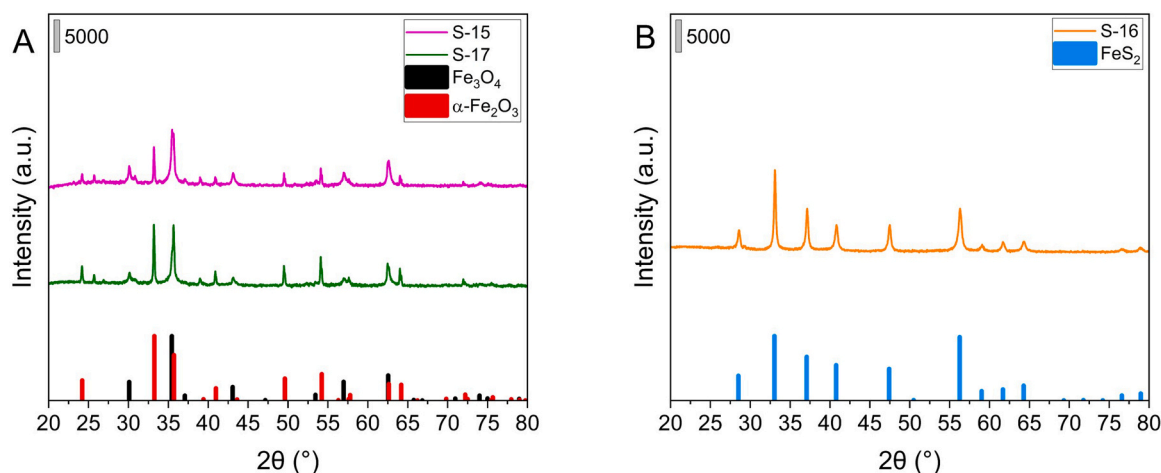 A
5000
S-15
S-17
Fe₃O₄
α-Fe₂O₃
Intensity (a.u.)
20 25 30 35 40 45 50 55 60 65 70 75 80
2θ (°)
B
5000
S-16
FeS₂
Intensity (a.u.)
20 25 30 35 40 45 50 55 60 65 70 75 80
2θ (°)